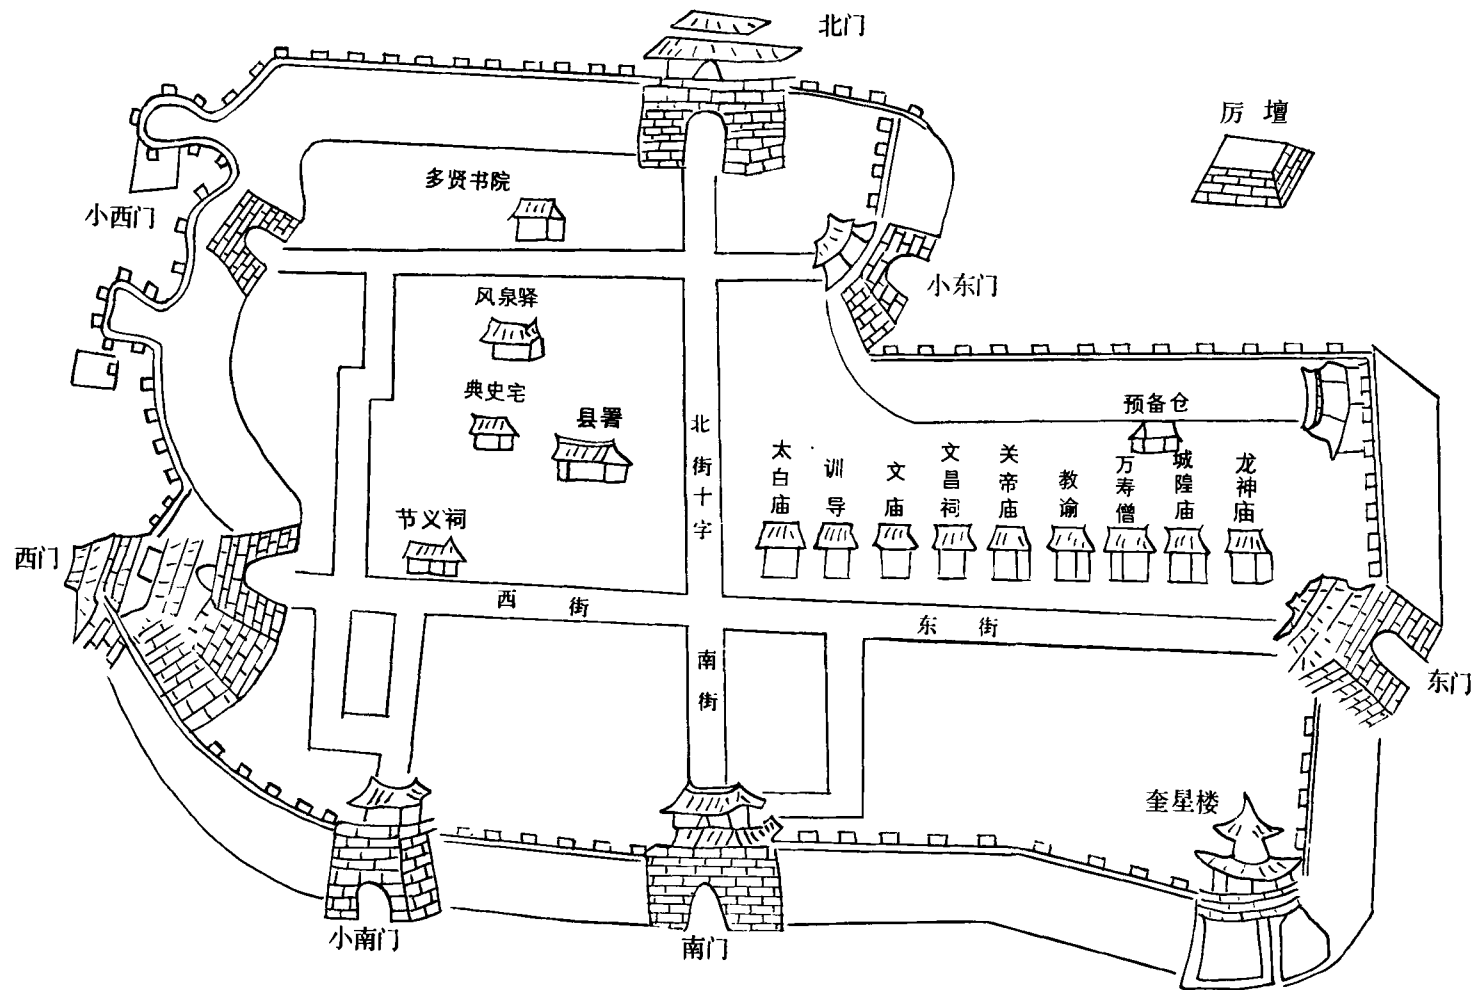 北门
厉坛
多贤书院
小西门
小东门
风泉驿
典史宅
县署
预备仓
北街十字
太白庙
训导
文庙
文昌祠
关帝庙
教谕
万寿僧
城隍庙
龙神庙
节义祠
西门
西街
东街
南街
东门
奎星楼
小南门
南门